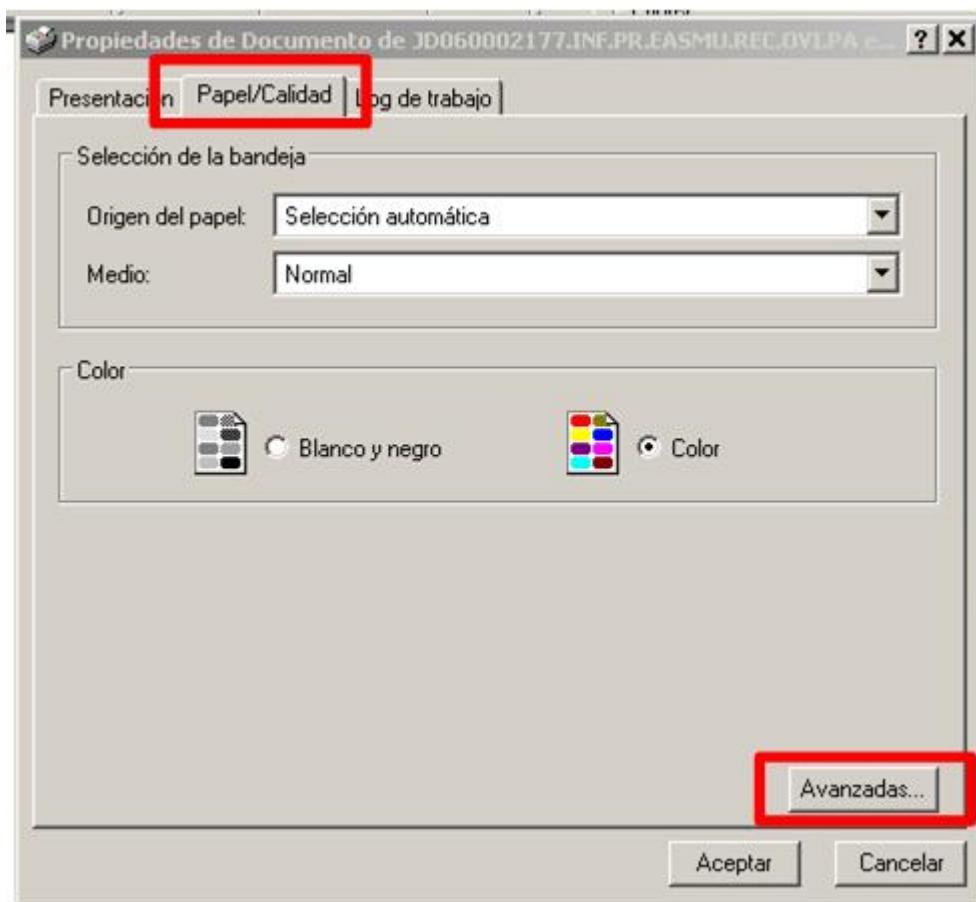 Propiedades de Documento de JD060002177.INF.PR.EASMU.REC.OVI.PA e...
Presentación Papel/Calidad Log de trabajo
Selección de la bandeja
Origen del papel: Selección automática
Medio: Normal
Color
Blanco y negro Color
Avanzadas...
Aceptar Cancelar